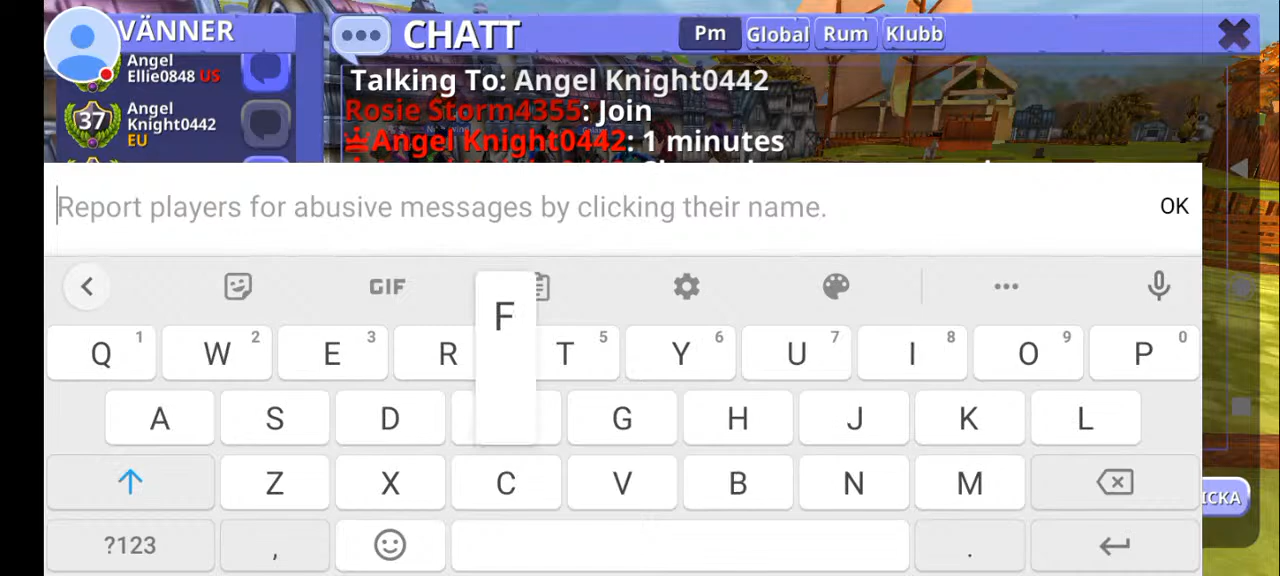 VÄNNER
CHATT
Pm
Global
Rum
Klubb
Angel
Ellie0848 US
37
Angel
Knight0442
EU
Talking To: Angel Knight0442
Rosie Storm4355: Join
Angel Knight0442: 1 minutes
Report players for abusive messages by clicking their name.
OK
GIF
F
Q 1 W 2 E 3 R T 5 Y 6 U 7 I 8 O 9 P 0
A S D G H J K L
Z X C V B N M
ICKA
?123 , .